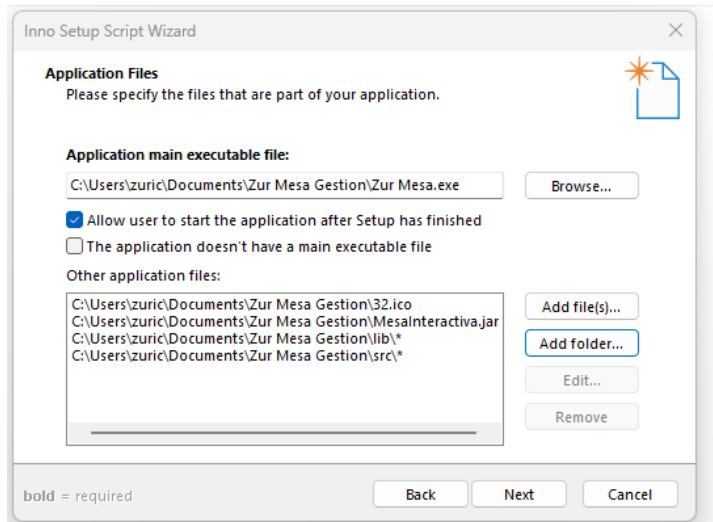 Inno Setup Script Wizard
Application Files
Please specify the files that are part of your application.
Application main executable file:
C:\Users\zuric\Documents\Zur Mesa Gestion\Zur Mesa.exe
Browse...
Allow user to start the application after Setup has finished
The application doesn't have a main executable file
Other application files:
C:\Users\zuric\Documents\Zur Mesa Gestion\32.ico
C:\Users\zuric\Documents\Zur Mesa Gestion\MesaInteractiva.jar
C:\Users\zuric\Documents\Zur Mesa Gestion\lib\*
C:\Users\zuric\Documents\Zur Mesa Gestion\src\*
Add file(s)...
Add folder...
Edit...
Remove
bold = required
Back
Next
Cancel